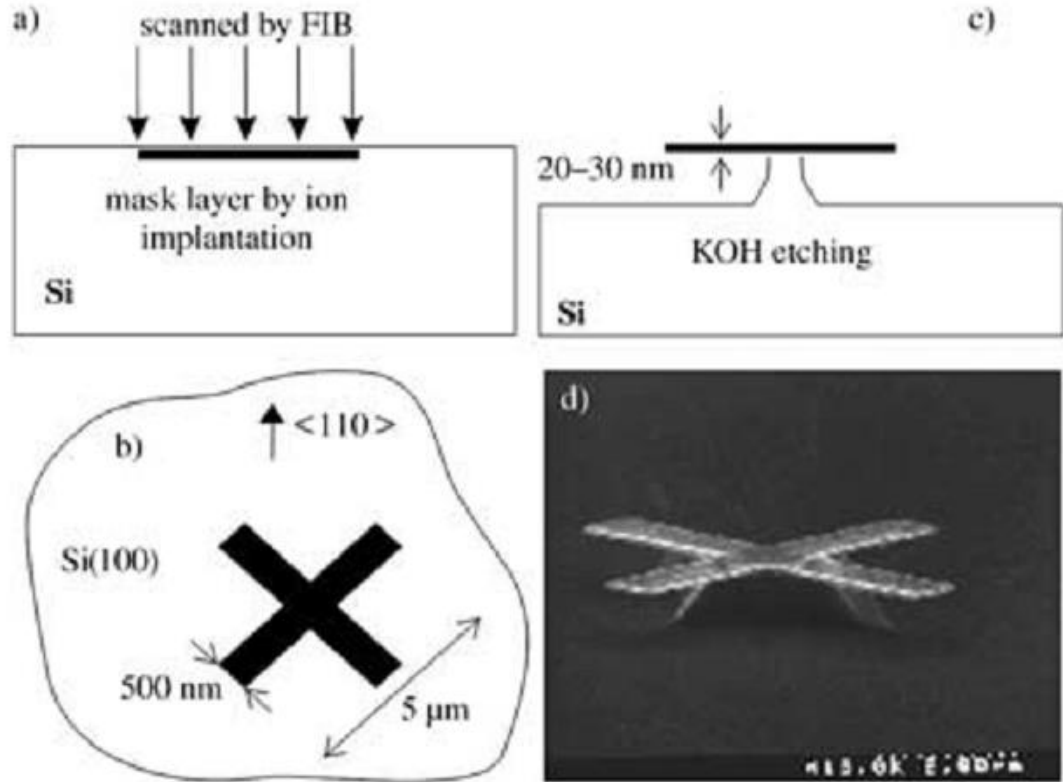 a)
scanned by FIB
mask layer by ion
implantation
Si
c)
20–30 nm
KOH etching
Si
b)
<110>
Si(100)
500 nm
5 μm
d)